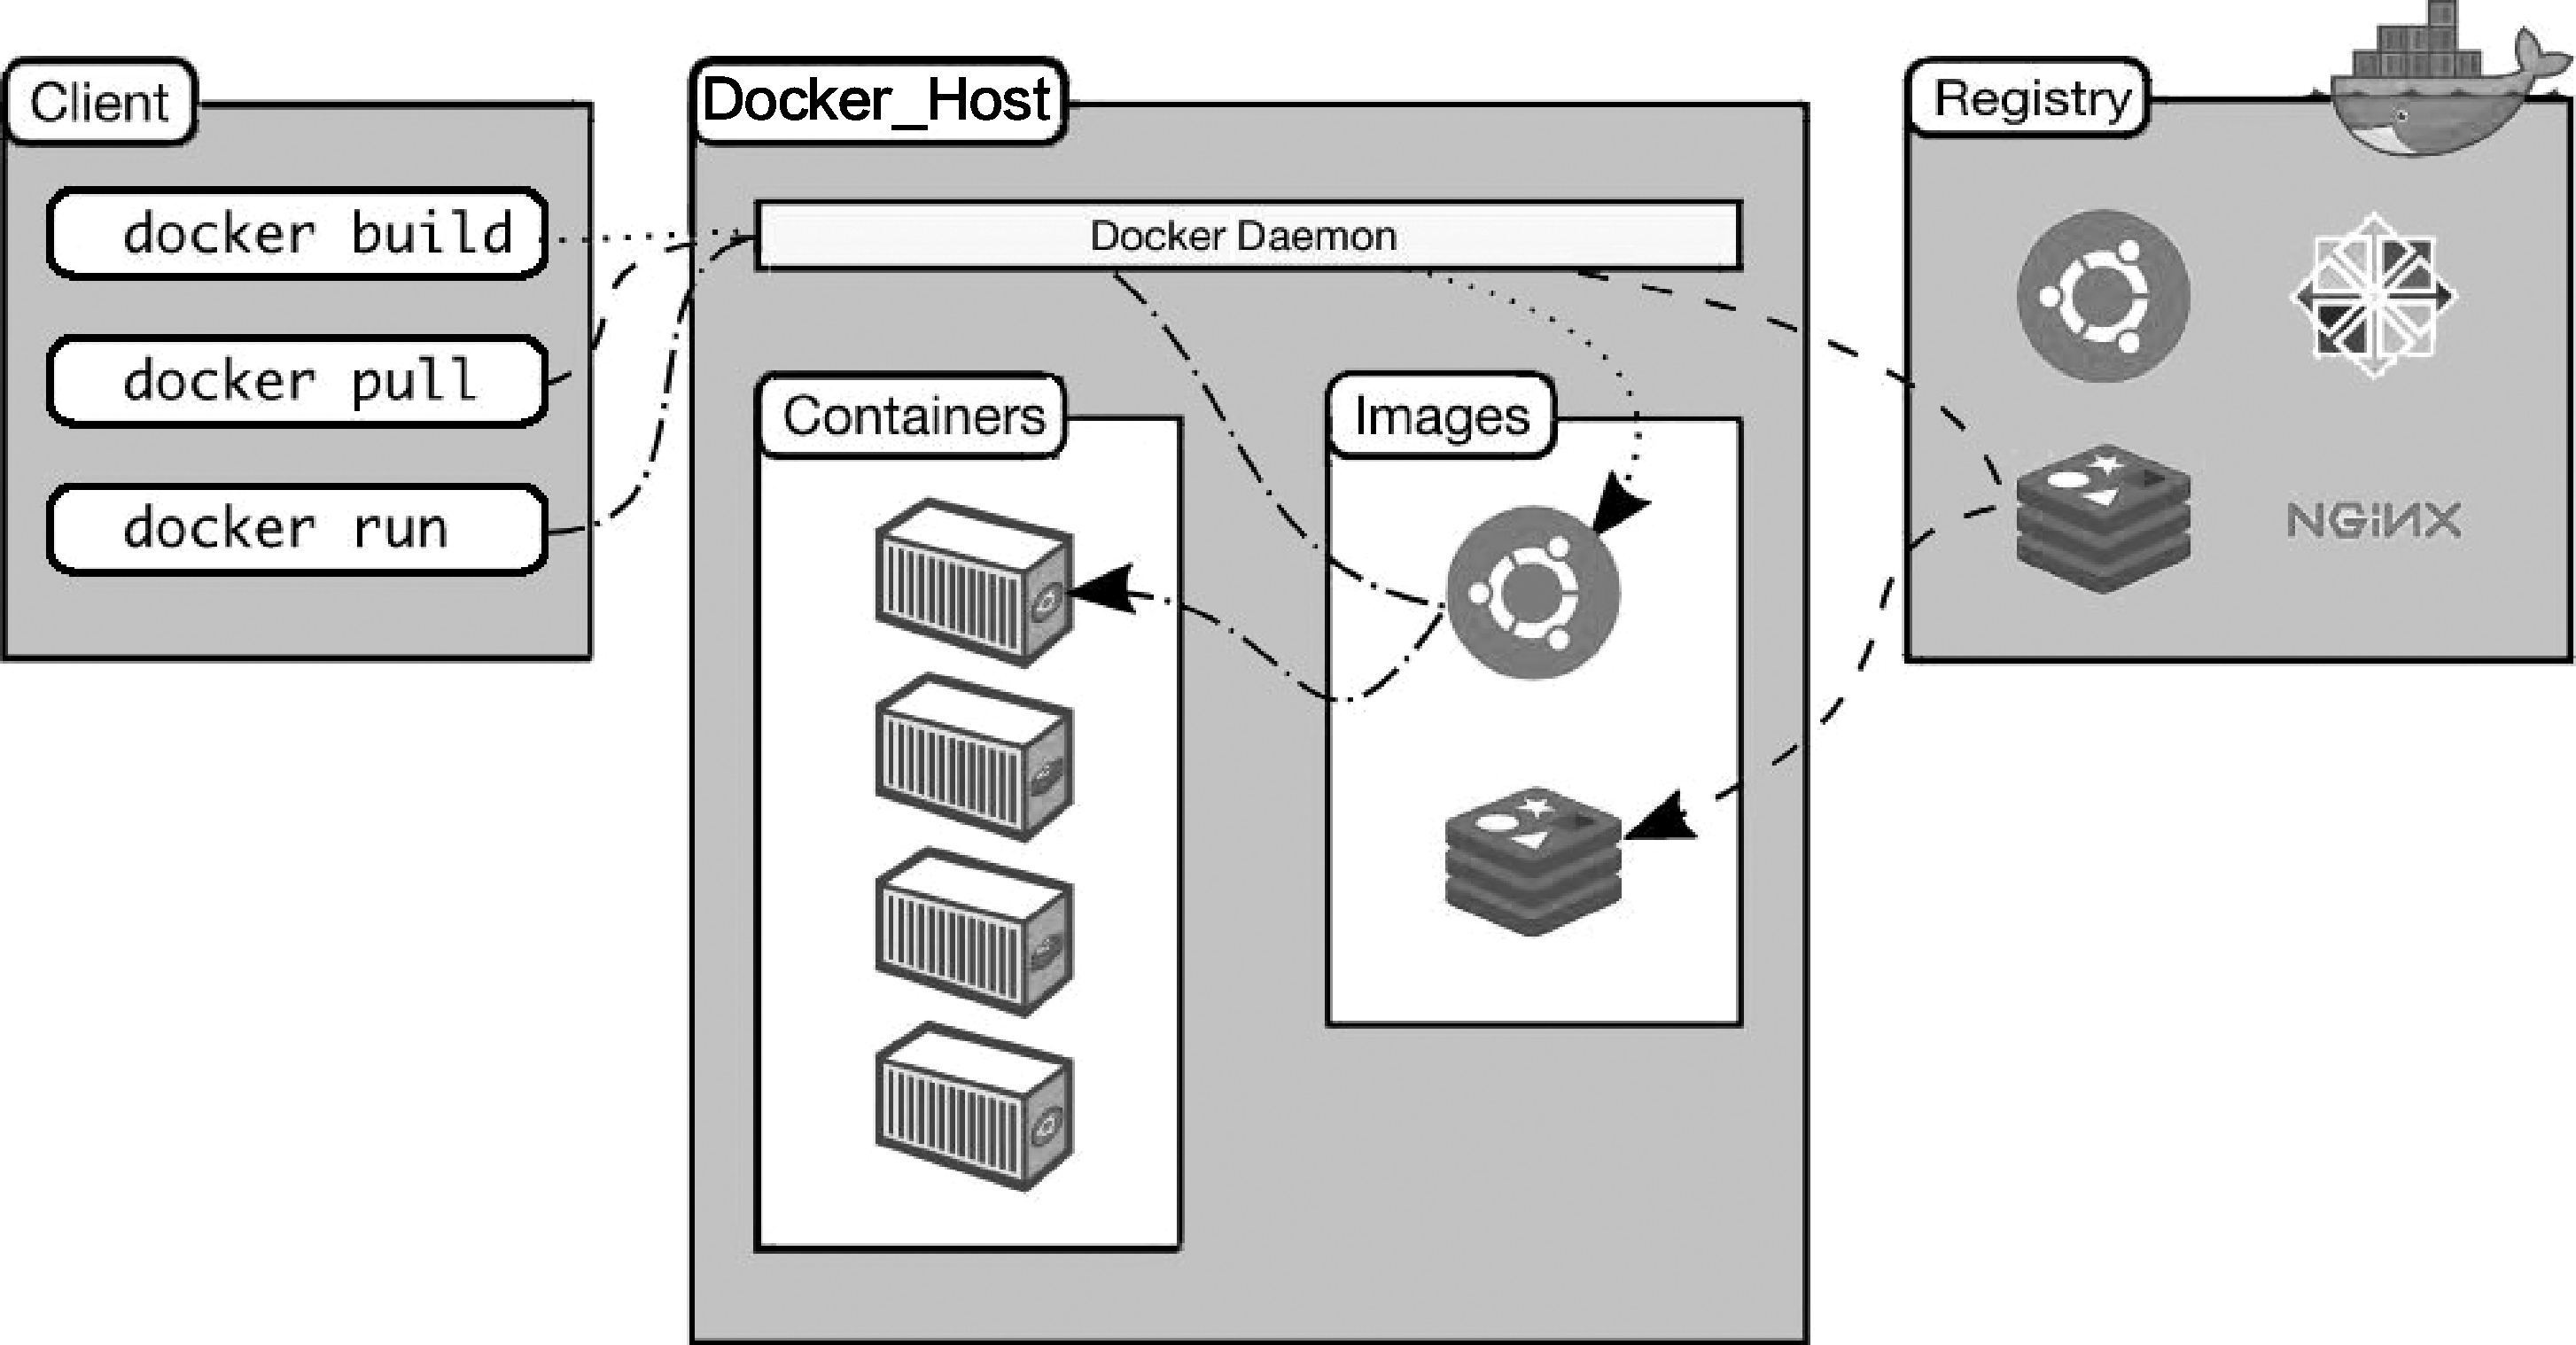 Client
docker build
docker pull
docker run
Docker_Host
Docker Daemon
Containers
Images
Registry
NGiNX